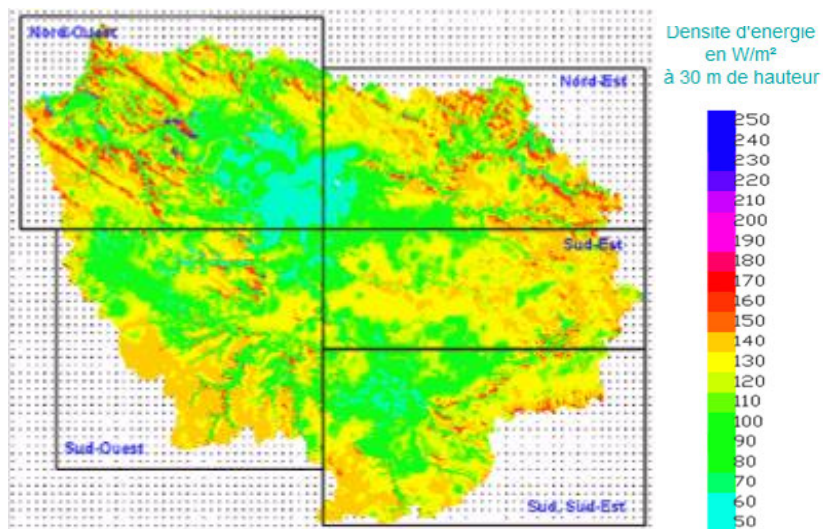 Densité d'énergie
en W/m²
à 30 m de hauteur
Nord-Ouest
Nord-Est
Sud-Est
Sud-Ouest
Sud, Sud-Est
250
240
230
220
210
200
190
180
170
160
150
140
130
120
110
100
90
80
70
60
50